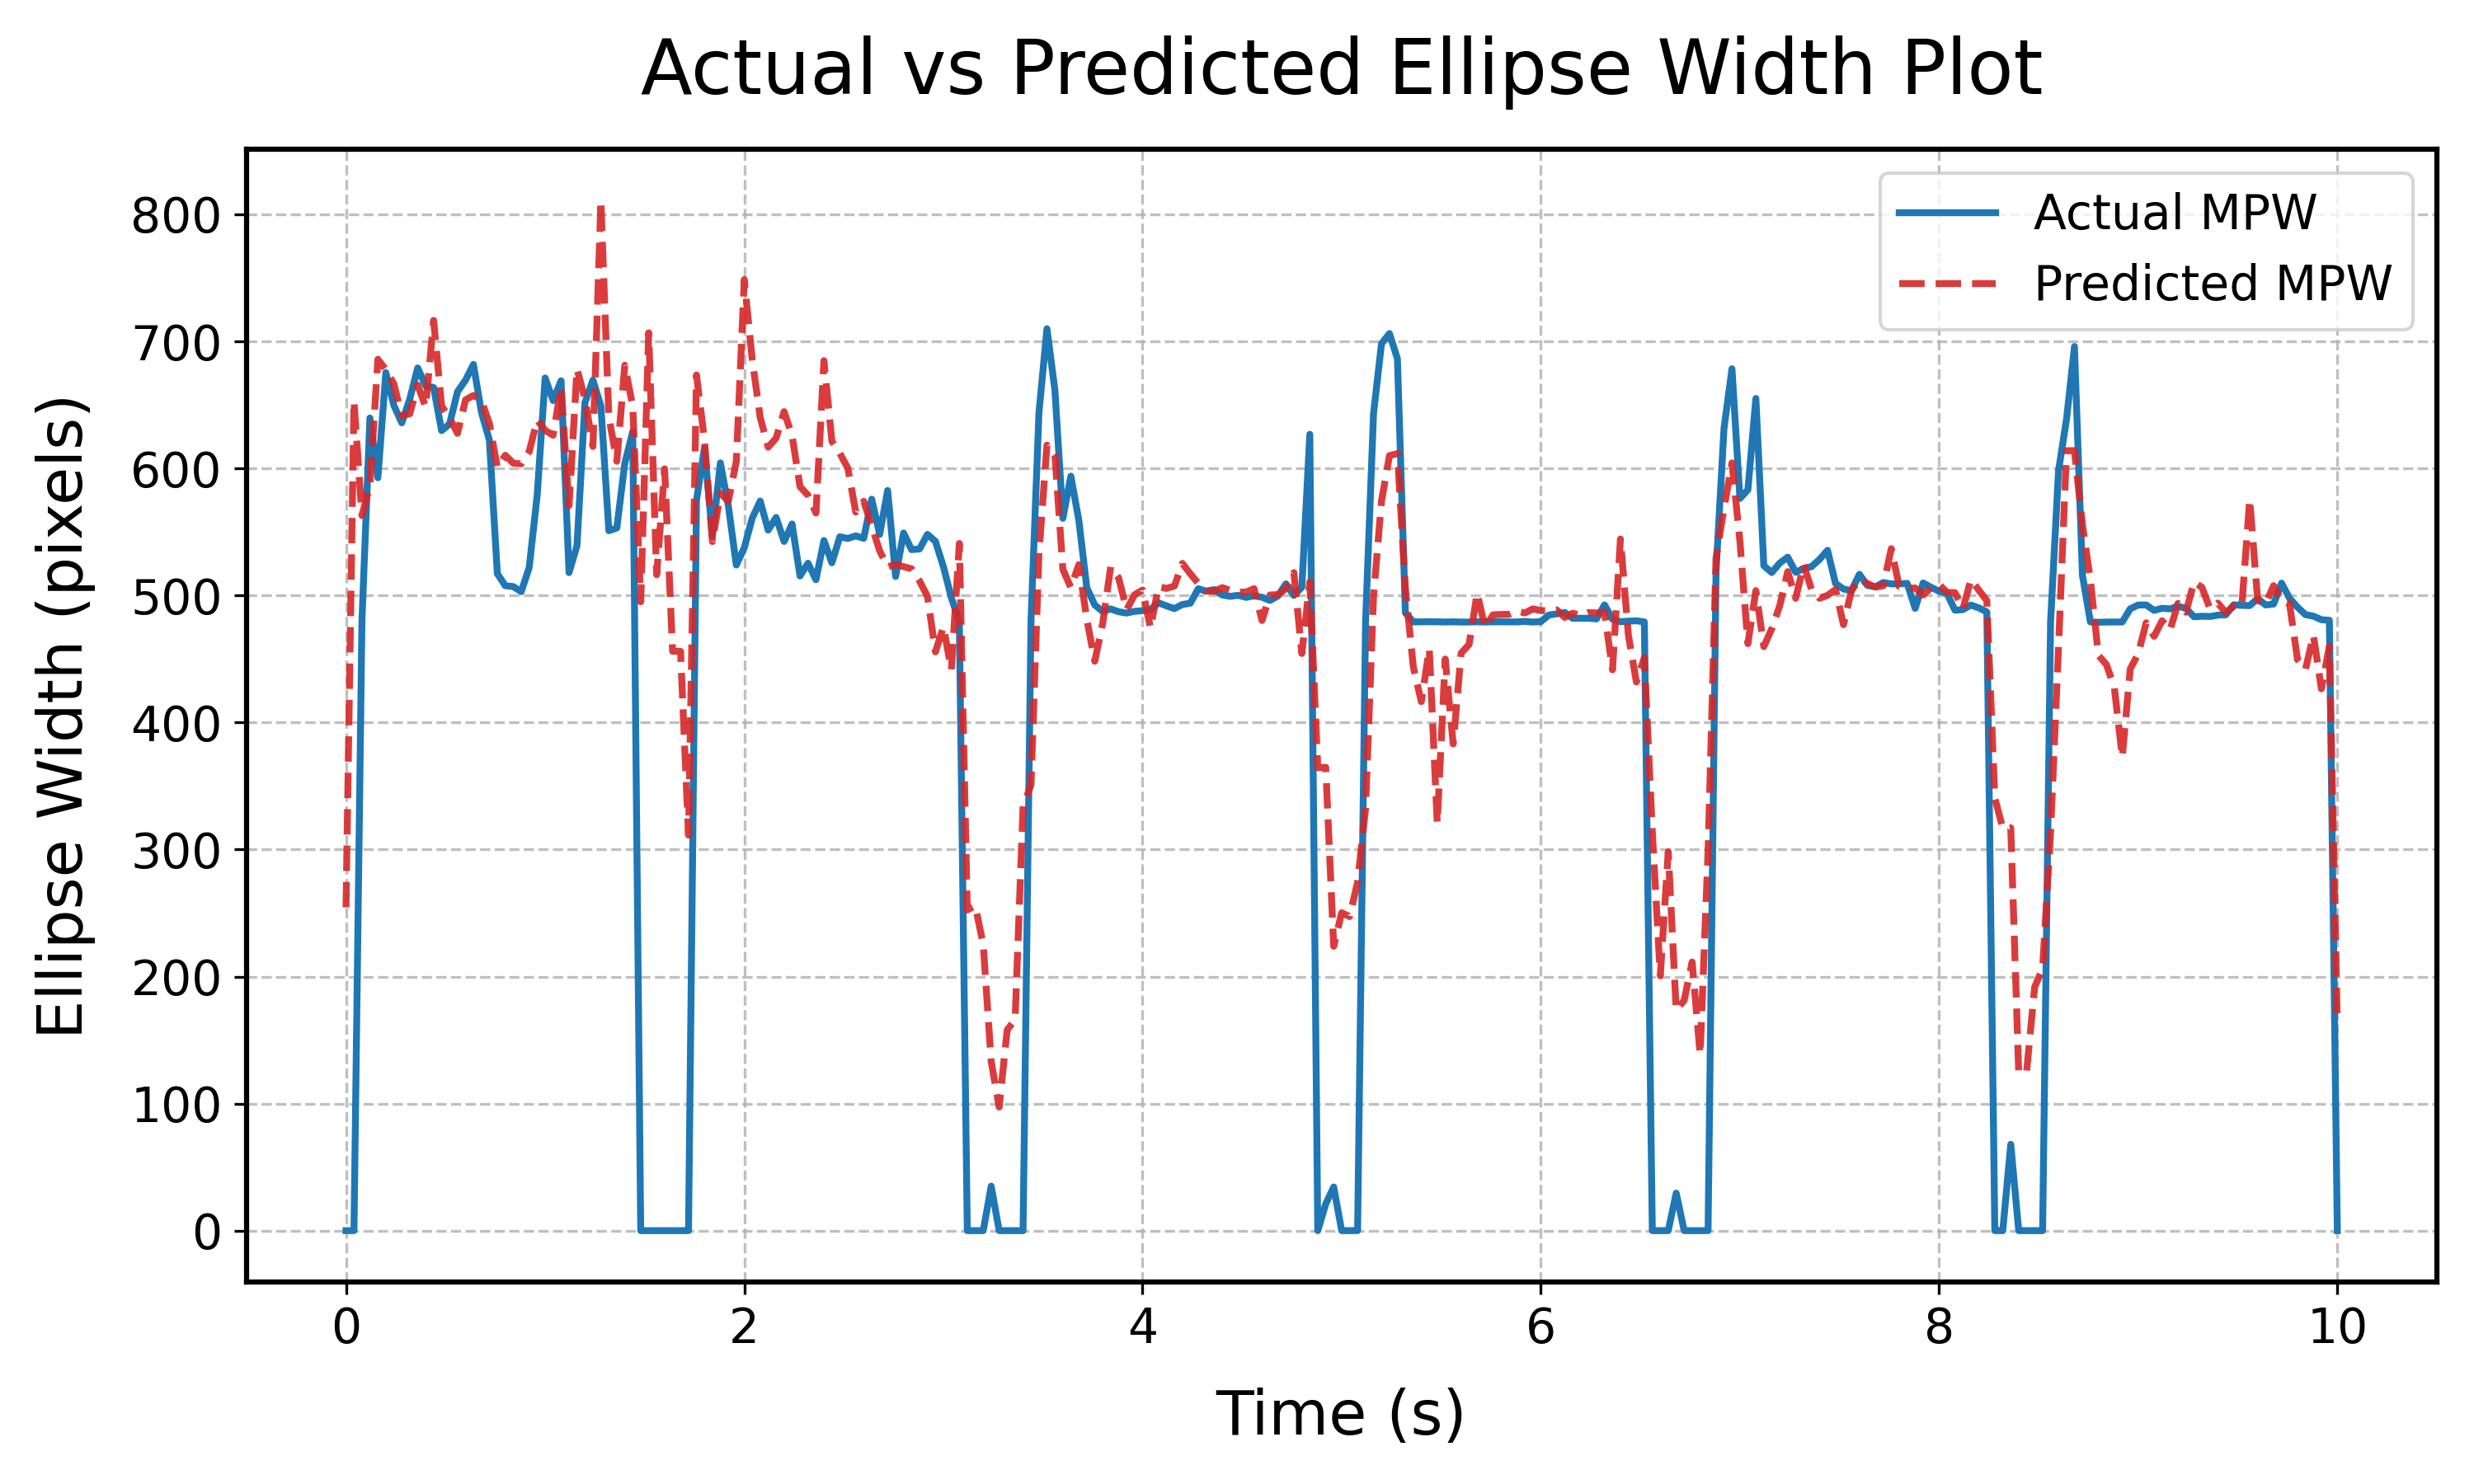 Actual vs Predicted Ellipse Width Plot
Actual MPW
Predicted MPW
Ellipse Width (pixels)
800
700
600
500
400
300
200
100
0
0 2 4 6 8 10
Time (s)